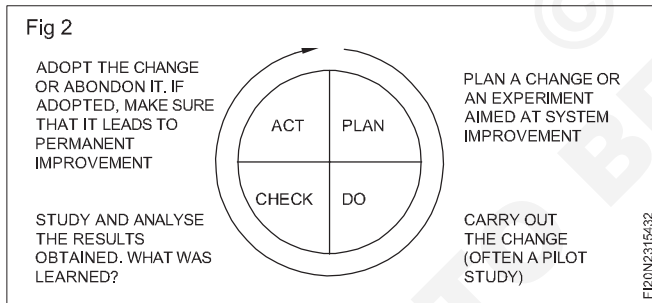 Fig 2
ADOPT THE CHANGE
OR ABONDON IT. IF
ADOPTED, MAKE SURE
THAT IT LEADS TO
PERMANENT
IMPROVEMENT
ACT
PLAN
PLAN A CHANGE OR
AN EXPERIMENT
AIMED AT SYSTEM
IMPROVEMENT
STUDY AND ANALYSE
THE RESULTS
OBTAINED. WHAT WAS
LEARNED?
CHECK
DO
CARRY OUT
THE CHANGE
(OFTEN A PILOT
STUDY)
FI20N2315432
©
TO BE